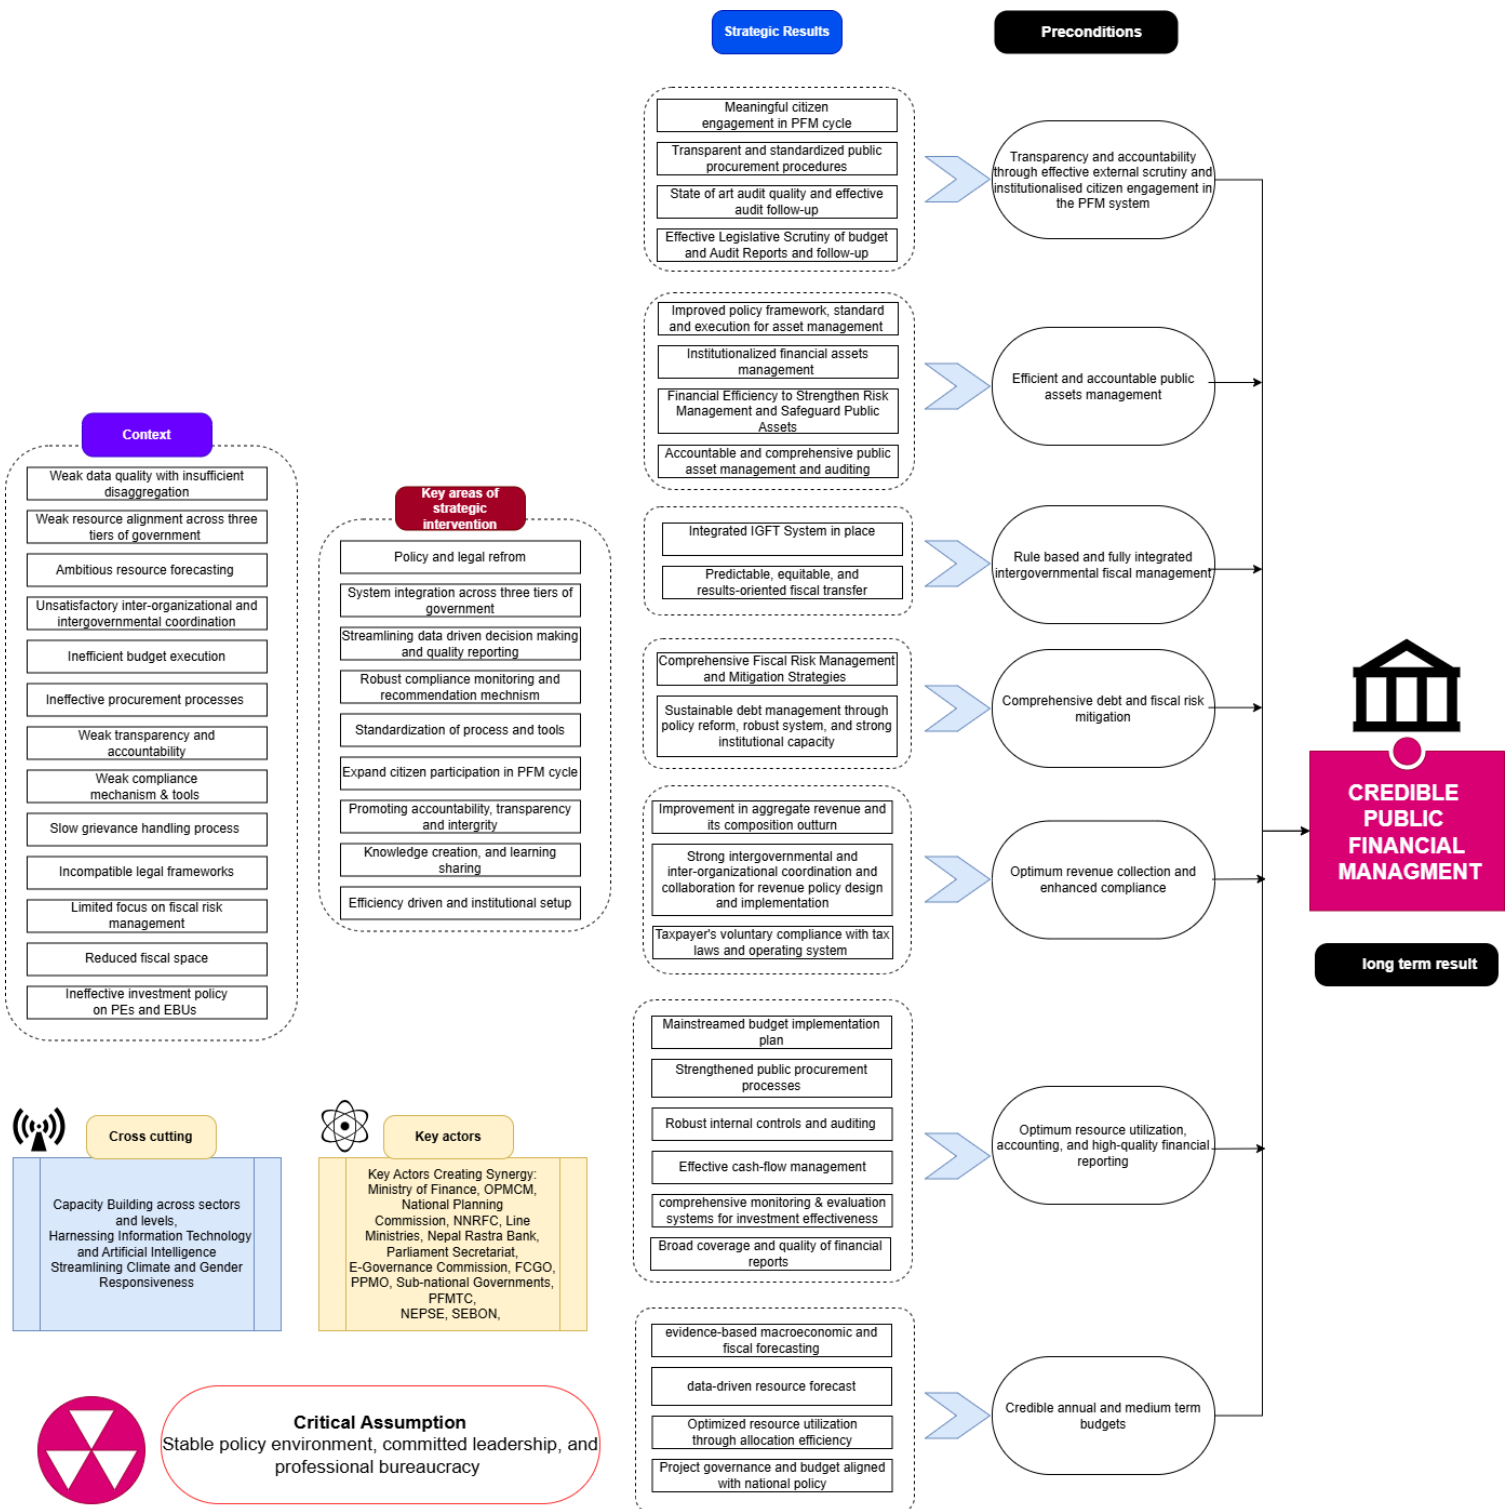 Strategic Results
Preconditions
Meaningful citizen
engagement in PFM cycle
Transparent and standardized public
procurement procedures
State of art audit quality and effective
audit follow-up
Effective Legislative Scrutiny of budget
and Audit Reports and follow-up
Transparency and accountability
through effective external scrutiny and
institutionalised citizen engagement in
the PFM system
Improved policy framework, standard
and execution for asset management
Institutionalized financial assets
management
Financial Efficiency to Strengthen Risk
Management and Safeguard Public
Assets
Accountable and comprehensive public
asset management and auditing
Efficient and accountable public
assets management
Context
Weak data quality with insufficient
disaggregation
Weak resource alignment across three
tiers of government
Ambitious resource forecasting
Unsatisfactory inter-organizational and
intergovernmental coordination
Inefficient budget execution
Ineffective procurement processes
Weak transparency and
accountability
Weak compliance
mechanism & tools
Slow grievance handling process
Incompatible legal frameworks
Limited focus on fiscal risk
management
Reduced fiscal space
Ineffective investment policy
on PEs and EBUs
Key areas of
strategic
intervention
Policy and legal refrom
System integration across three tiers of
government
Streamlining data driven decision making
and quality reporting
Robust compliance monitoring and
recommendation mechnism
Standardization of process and tools
Expand citizen participation in PFM cycle
Promoting accountability, transparency
and intergrity
Knowledge creation, and learning
sharing
Efficiency driven and institutional setup
Integrated IGFT System in place
Predictable, equitable, and
results-oriented fiscal transfer
Rule based and fully integrated
intergovernmental fiscal management
Comprehensive Fiscal Risk Management
and Mitigation Strategies
Sustainable debt management through
policy reform, robust system, and strong
institutional capacity
Comprehensive debt and fiscal risk
mitigation
Improvement in aggregate revenue and
its composition outturn
Strong intergovernmental and
inter-organizational coordination and
collaboration for revenue policy design
and implementation
Taxpayer's voluntary compliance with tax
laws and operating system
Optimum revenue collection and
enhanced compliance
CREDIBLE
PUBLIC
FINANCIAL
MANAGMENT
long term result
Mainstreamed budget implementation
plan
Strengthened public procurement
processes
Robust internal controls and auditing
Effective cash-flow management
comprehensive monitoring & evaluation
systems for investment effectiveness
Broad coverage and quality of financial
reports
Optimum resource utilization,
accounting, and high-quality financial
reporting
Cross cutting
Capacity Building across sectors
and levels,
Harnessing Information Technology
and Artificial Intelligence
Streamlining Climate and Gender
Responsiveness
Key actors
Key Actors Creating Synergy:
Ministry of Finance, OPMCM,
National Planning
Commission, NNRFC, Line
Ministries, Nepal Rastra Bank,
Parliament Secretariat,
E-Governance Commission, FCGO,
PPMO, Sub-national Governments,
PFMTC,
NEPSE, SEBON,
evidence-based macroeconomic and
fiscal forecasting
data-driven resource forecast
Optimized resource utilization
through allocation efficiency
Project governance and budget aligned
with national policy
Credible annual and medium term
budgets
Critical Assumption
Stable policy environment, committed leadership, and
professional bureaucracy